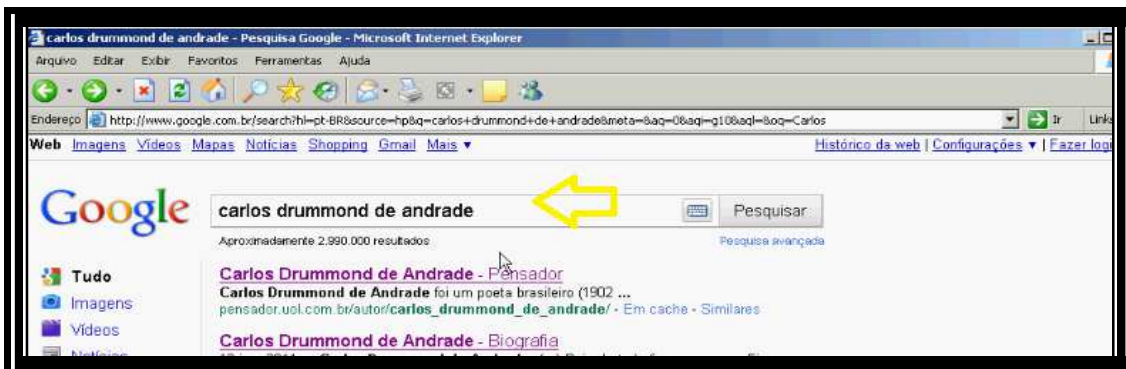 carlos drummond de andrade - Pesquisa Google - Microsoft Internet Explorer
Arquivo Editar Exibir Favoritos Ferramentas Ajuda
Endereço http://www.google.com.br/search?hl=pt-BR&source=hp&q=carlos+drummond+de+andrade&meta=&aq=0&aqi=g10&aql=&oq=Carlos Ir Links
Web Imagens Vídeos Mapas Notícias Shopping Gmail Mais ▼ Histórico da web | Configurações ▼ | Fazer logi
Google carlos drummond de andrade Pesquisar
Aproximadamente 2.990.000 resultados Pesquisa avançada
Tudo
Imagens
Vídeos
Notícias
Carlos Drummond de Andrade - Pensador
Carlos Drummond de Andrade foi um poeta brasileiro (1902 ...
pensador.uol.com.br/autor/carlos_drummond_de_andrade/ - Em cache - Similares
Carlos Drummond de Andrade - Biografia